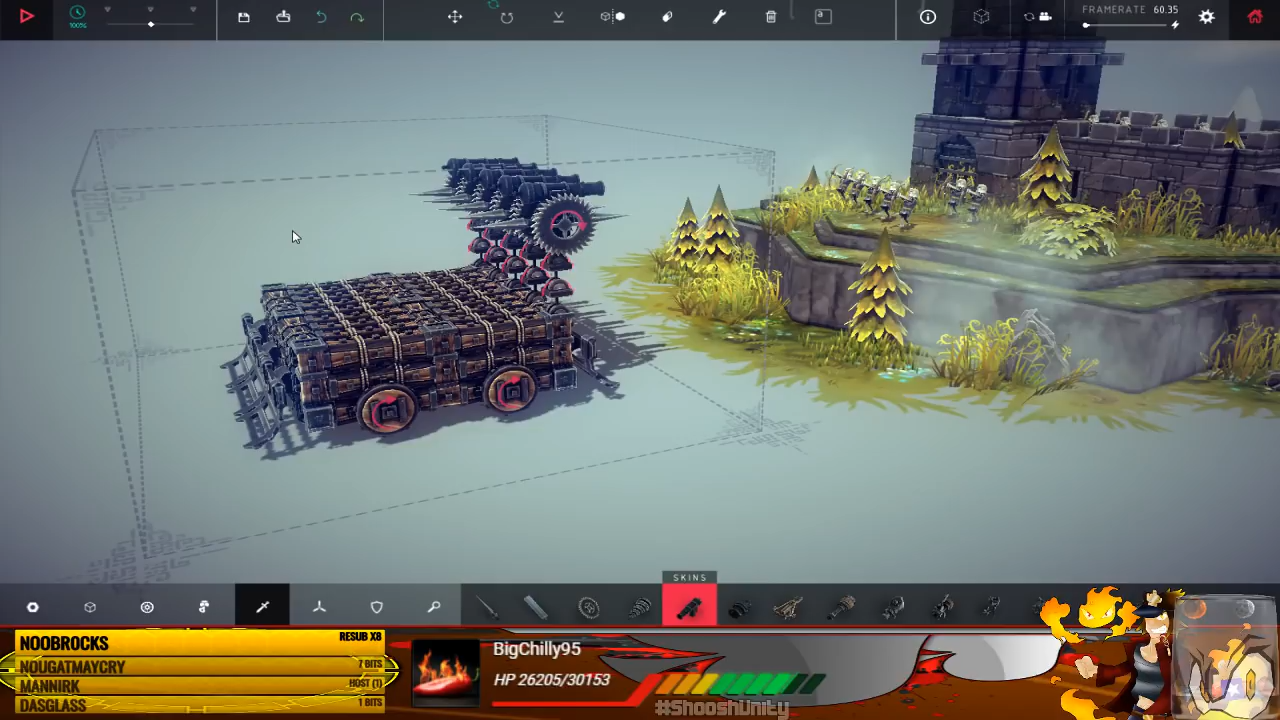 100%
FRAMERATE 60.35
SKINS
NOOBROCKS RESUB X8
NOUGATMAYCRY 7 BITS
MANNIRK HOST (1)
DASGLASS 1 BITS
BigChilly95
HP 26205/30153
#ShooshUnity